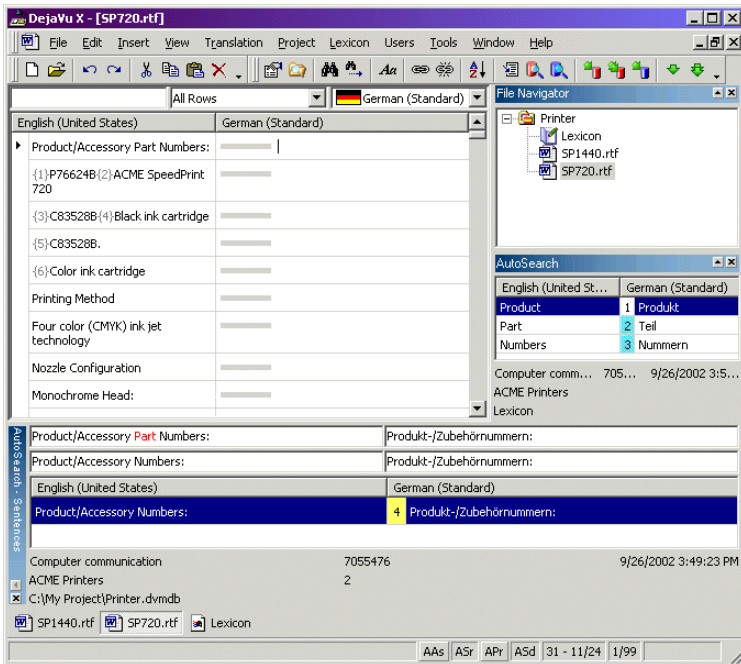 DejaVu X - [SP720.rtf]
File Edit Insert View Translation Project Lexicon Users Tools Window Help
All Rows German (Standard)
English (United States) German (Standard)
Product/Accessory Part Numbers:
{1}P76624B{2}ACME SpeedPrint
720
{3}C83528B{4}Black ink cartridge
{5}C83528B.
{6}Color ink cartridge
Printing Method
Four color (CMYK) ink jet
technology
Nozzle Configuration
Monochrome Head:
File Navigator
Printer
Lexicon
SP1440.rtf
SP720.rtf
AutoSearch
English (United St... German (Standard)
Product 1 Produkt
Part 2 Teil
Numbers 3 Nummern
Computer comm... 705... 9/26/2002 3:5...
ACME Printers
Lexicon
AutoSearch - Sentences
Product/Accessory Part Numbers: Produkt-/Zubehörnummern:
Product/Accessory Numbers: Produkt-/Zubehörnummern:
English (United States) German (Standard)
Product/Accessory Numbers: 4 Produkt-/Zubehörnummern:
Computer communication 7055476 9/26/2002 3:49:23 PM
ACME Printers 2
C:\My Project\Printer.dvmdb
SP1440.rtf SP720.rtf Lexicon
AAs ASr APr ASd 31 - 11/24 1/99